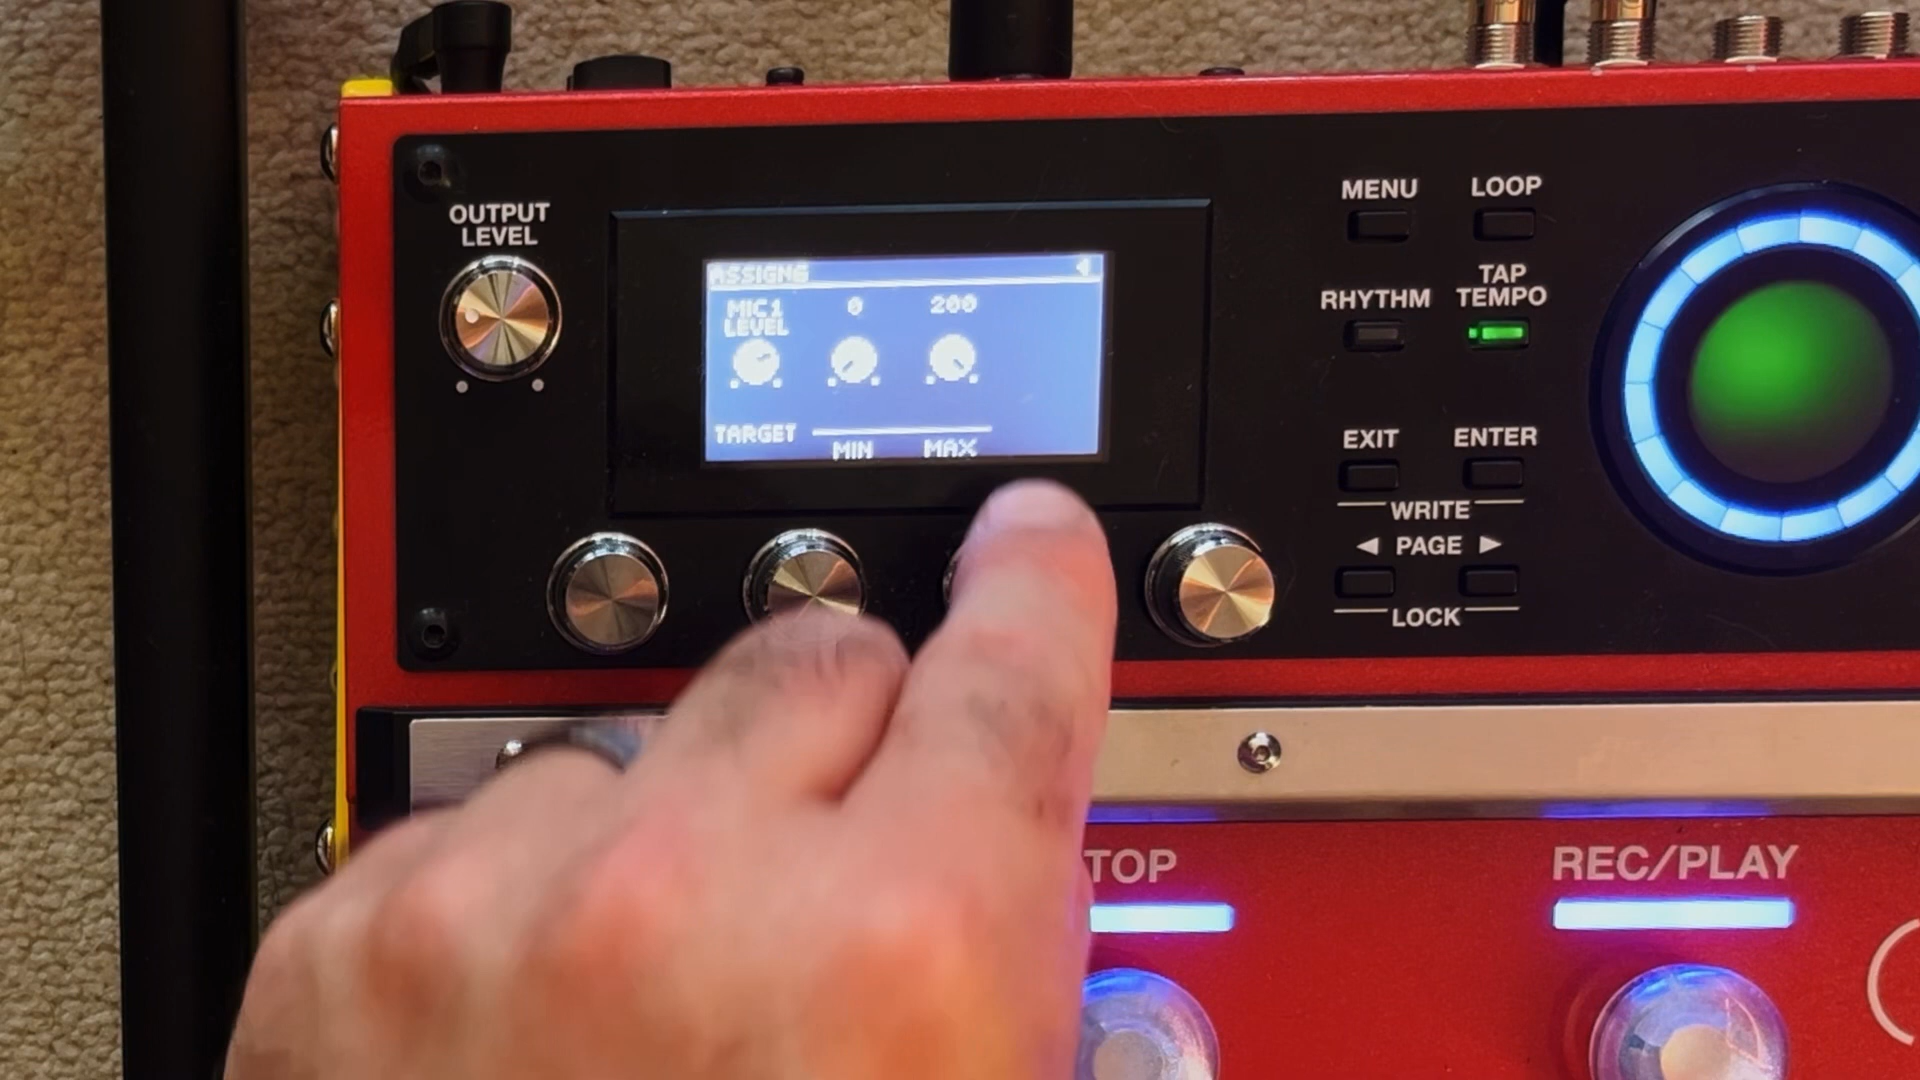 OUTPUT
LEVEL
ASSIGN6
MIC1
LEVEL
0
200
TARGET
MIN
MAX
MENU
LOOP
RHYTHM
TAP
TEMPO
EXIT
ENTER
WRITE
◄ PAGE ►
LOCK
TOP
REC/PLAY